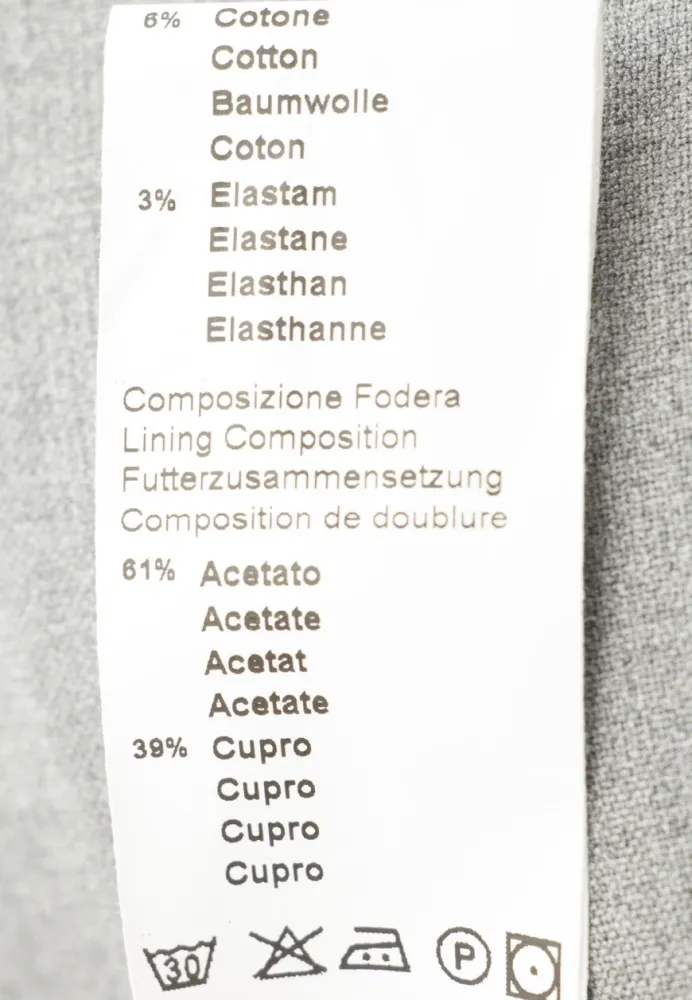 6% Cotone
Cotton
Baumwolle
Coton
3% Elastam
Elastane
Elasthan
Elasthanne
Composizione Fodera
Lining Composition
Futterzusammensetzung
Composition de doublure
61% Acetato
Acetate
Acetat
Acetate
39% Cupro
Cupro
Cupro
Cupro
30 P